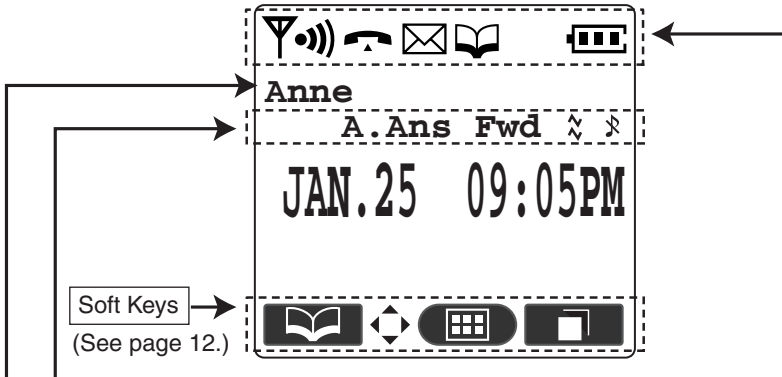 Anne
A.Ans Fwd
JAN.25 09:05PM
Soft Keys
(See page 12.)